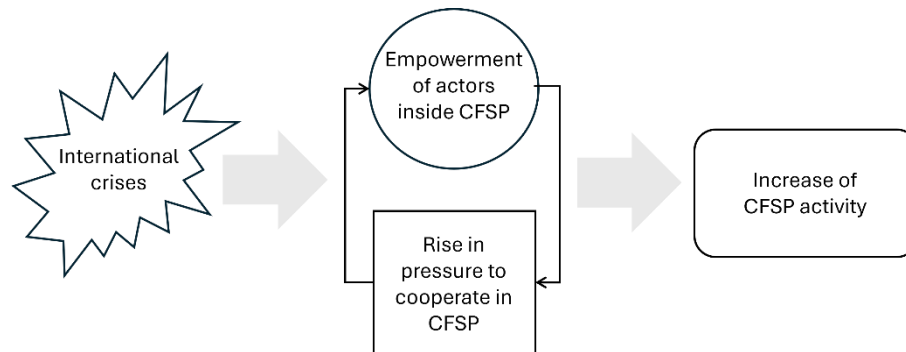 International
crises
Empowerment
of actors
inside CFSP
Rise in
pressure to
cooperate in
CFSP
Increase of
CFSP activity